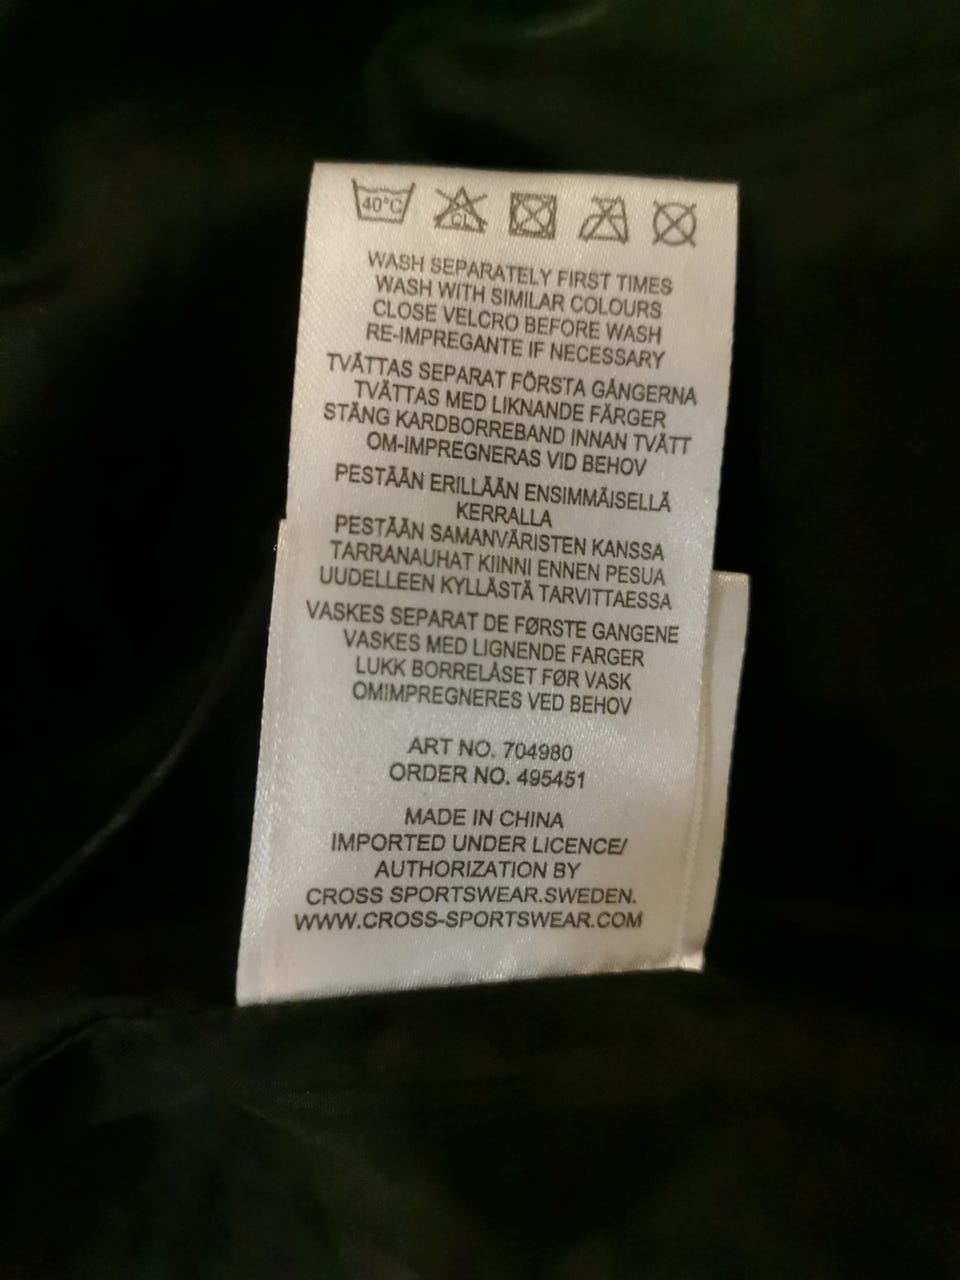 40°C CL
WASH SEPARATELY FIRST TIMES
WASH WITH SIMILAR COLOURS
CLOSE VELCRO BEFORE WASH
RE-IMPREGANTE IF NECESSARY
TVÄTTAS SEPARAT FÖRSTA GÅNGERNA
TVÄTTAS MED LIKNANDE FÄRGER
STÄNG KARDBORREBAND INNAN TVÄTT
OM-IMPREGNERAS VID BEHOV
PESTÄÄN ERILLÄÄN ENSIMMÄISELLÄ
KERRALLA
PESTÄÄN SAMANVÄRISTEN KANSSA
TARRANAUHAT KIINNI ENNEN PESUA
UUDELLEEN KYLLÄSTÄ TARVITTAESSA
VASKES SEPARAT DE FØRSTE GANGENE
VASKES MED LIGNENDE FARGER
LUKK BORRELÅSET FØR VASK
OMIMPREGNERES VED BEHOV
ART NO. 704980
ORDER NO. 495451
MADE IN CHINA
IMPORTED UNDER LICENCE/
AUTHORIZATION BY
CROSS SPORTSWEAR.SWEDEN.
WWW.CROSS-SPORTSWEAR.COM